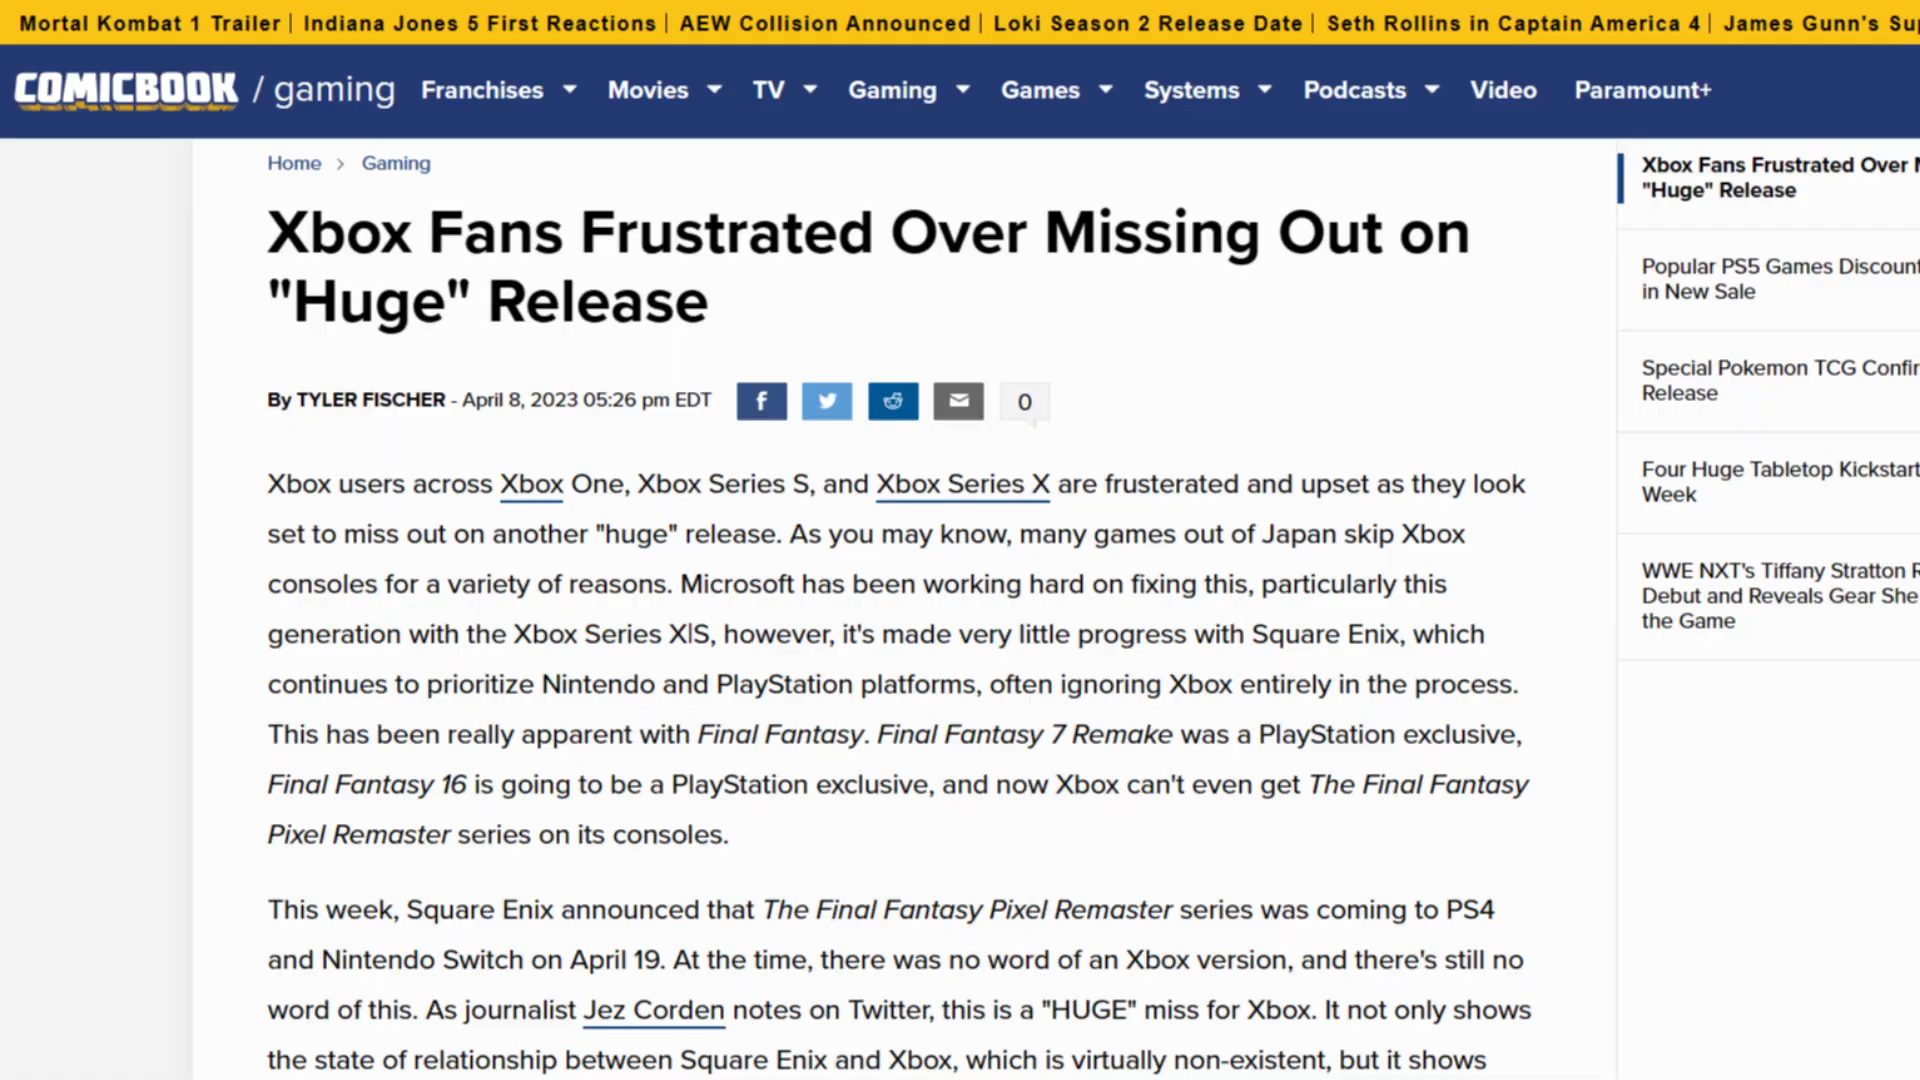 Mortal Kombat 1 Trailer | Indiana Jones 5 First Reactions | AEW Collision Announced | Loki Season 2 Release Date | Seth Rollins in Captain America 4 | James Gunn's
COMICBOOK / gaming Franchises Movies TV Gaming Games Systems Podcasts Video Paramount+
Home > Gaming
Xbox Fans Frustrated Over Missing Out on
"Huge" Release
By TYLER FISCHER - April 8, 2023 05:26 pm EDT f 0
Xbox users across Xbox One, Xbox Series S, and Xbox Series X are frusterated and upset as they look
set to miss out on another "huge" release. As you may know, many games out of Japan skip Xbox
consoles for a variety of reasons. Microsoft has been working hard on fixing this, particularly this
generation with the Xbox Series X|S, however, it's made very little progress with Square Enix, which
continues to prioritize Nintendo and PlayStation platforms, often ignoring Xbox entirely in the process.
This has been really apparent with Final Fantasy. Final Fantasy 7 Remake was a PlayStation exclusive,
Final Fantasy 16 is going to be a PlayStation exclusive, and now Xbox can't even get The Final Fantasy
Pixel Remaster series on its consoles.
This week, Square Enix announced that The Final Fantasy Pixel Remaster series was coming to PS4
and Nintendo Switch on April 19. At the time, there was no word of an Xbox version, and there's still no
word of this. As journalist Jez Corden notes on Twitter, this is a "HUGE" miss for Xbox. It not only shows
the state of relationship between Square Enix and Xbox, which is virtually non-existent, but it shows
Xbox Fans Frustrated Over
"Huge" Release
Popular PS5 Games
in New Sale
Special Pokemon TCG
Release
Four Huge Tabletop
Week
WWE NXT's Tiffany Stratton
Debut and Reveals Gear She
the Game